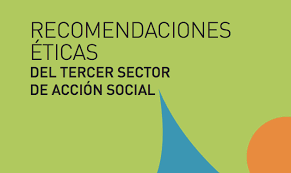 RECOMENDACIONES
ÉTICAS
DEL TERCER SECTOR
DE ACCIÓN SOCIAL